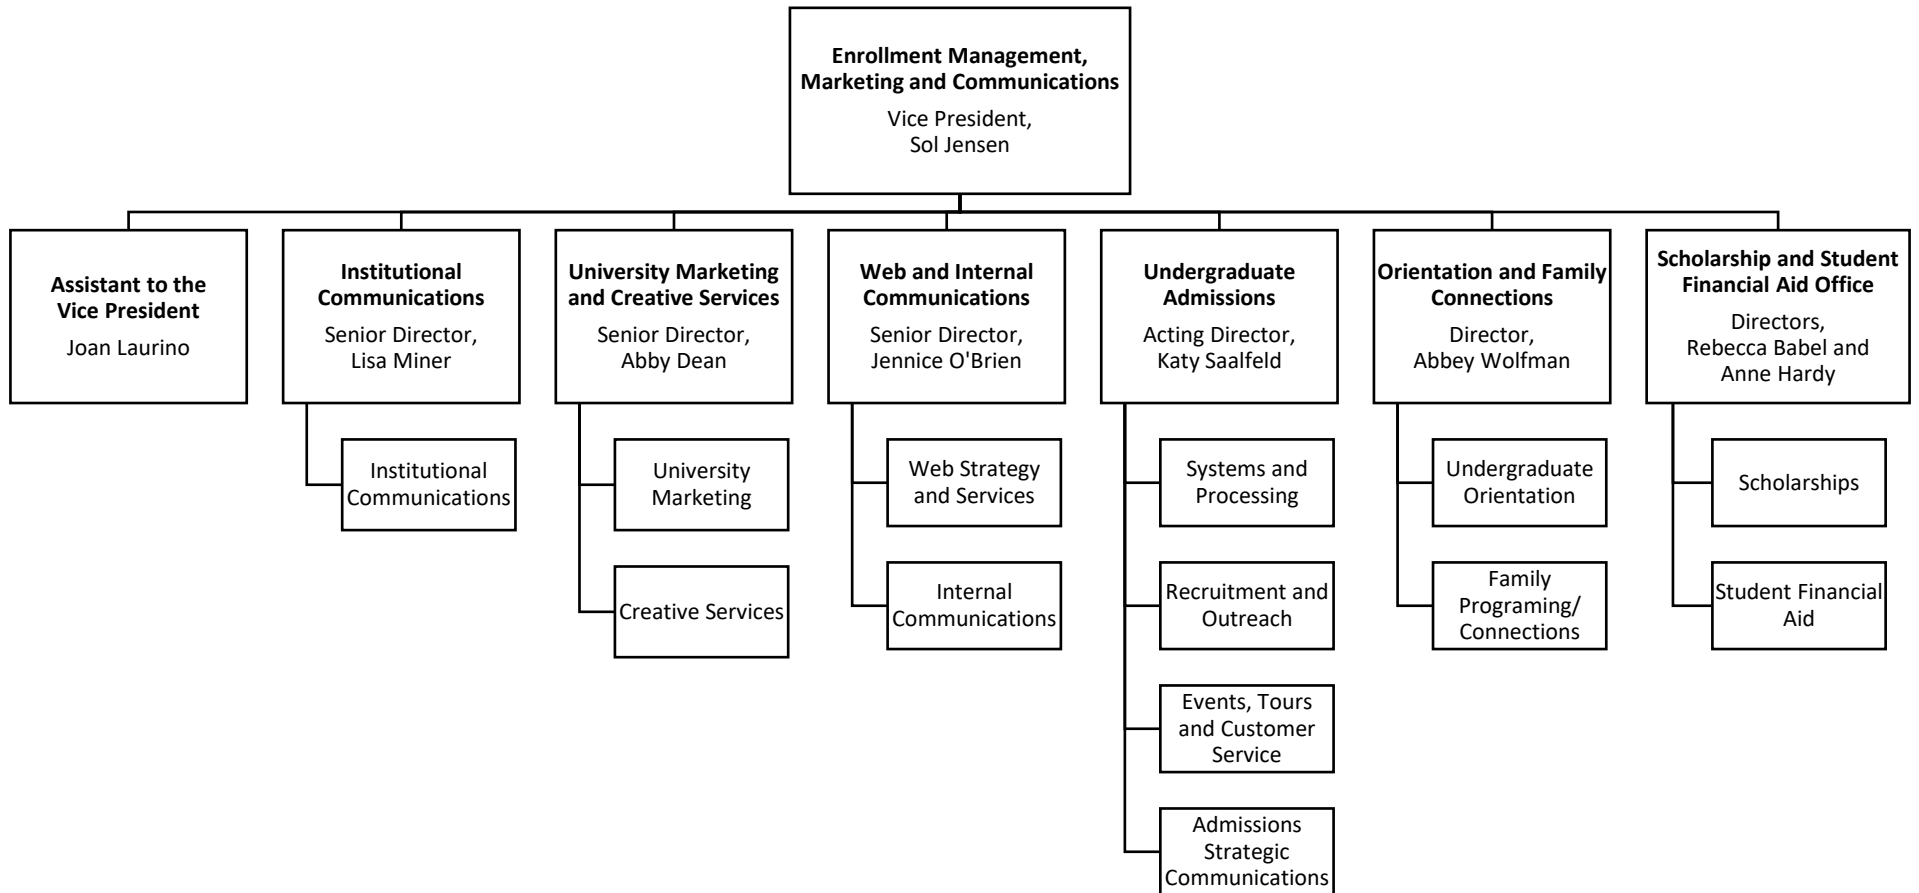 Enrollment Management,
Marketing and Communications
Vice President,
Sol Jensen
Assistant to the
Vice President
Joan Laurino
Institutional
Communications
Senior Director,
Lisa Miner
University Marketing
and Creative Services
Senior Director,
Abby Dean
Web and Internal
Communications
Senior Director,
Jennice O'Brien
Undergraduate
Admissions
Acting Director,
Katy Saalfeld
Orientation and Family
Connections
Director,
Abbey Wolfman
Scholarship and Student
Financial Aid Office
Directors,
Rebecca Babel and
Anne Hardy
Institutional
Communications
University
Marketing
Creative Services
Web Strategy
and Services
Internal
Communications
Systems and
Processing
Recruitment and
Outreach
Events, Tours
and Customer
Service
Admissions
Strategic
Communications
Undergraduate
Orientation
Family
Programing/
Connections
Scholarships
Student Financial
Aid